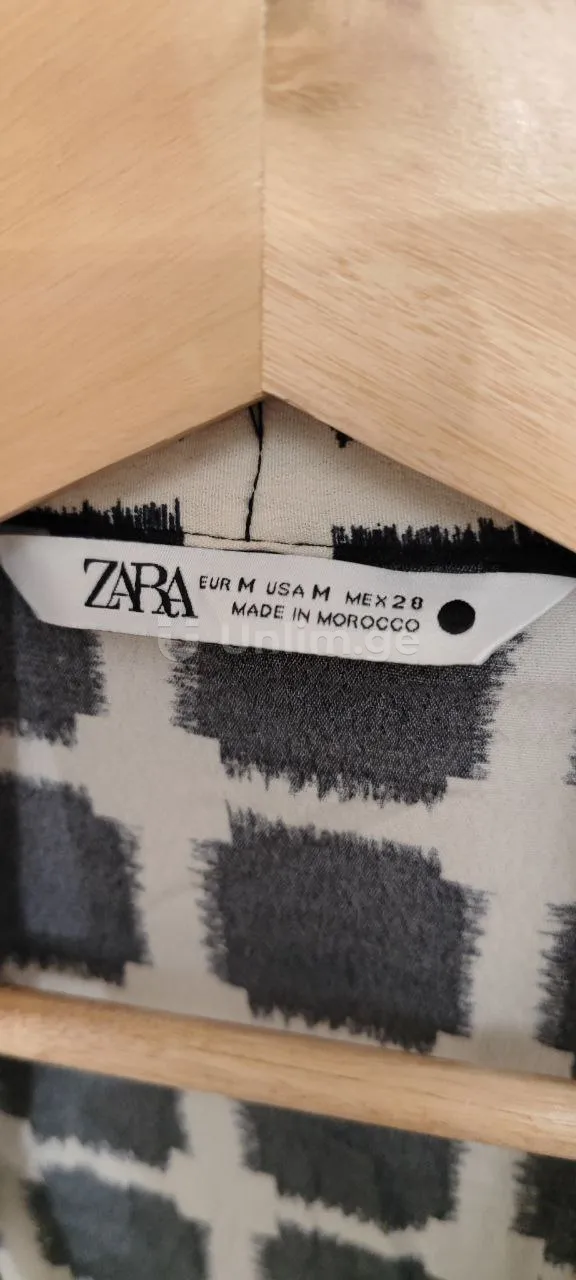 ZARA
EUR M USA M MEX 28
MADE IN MOROCCO
Unlim.ge